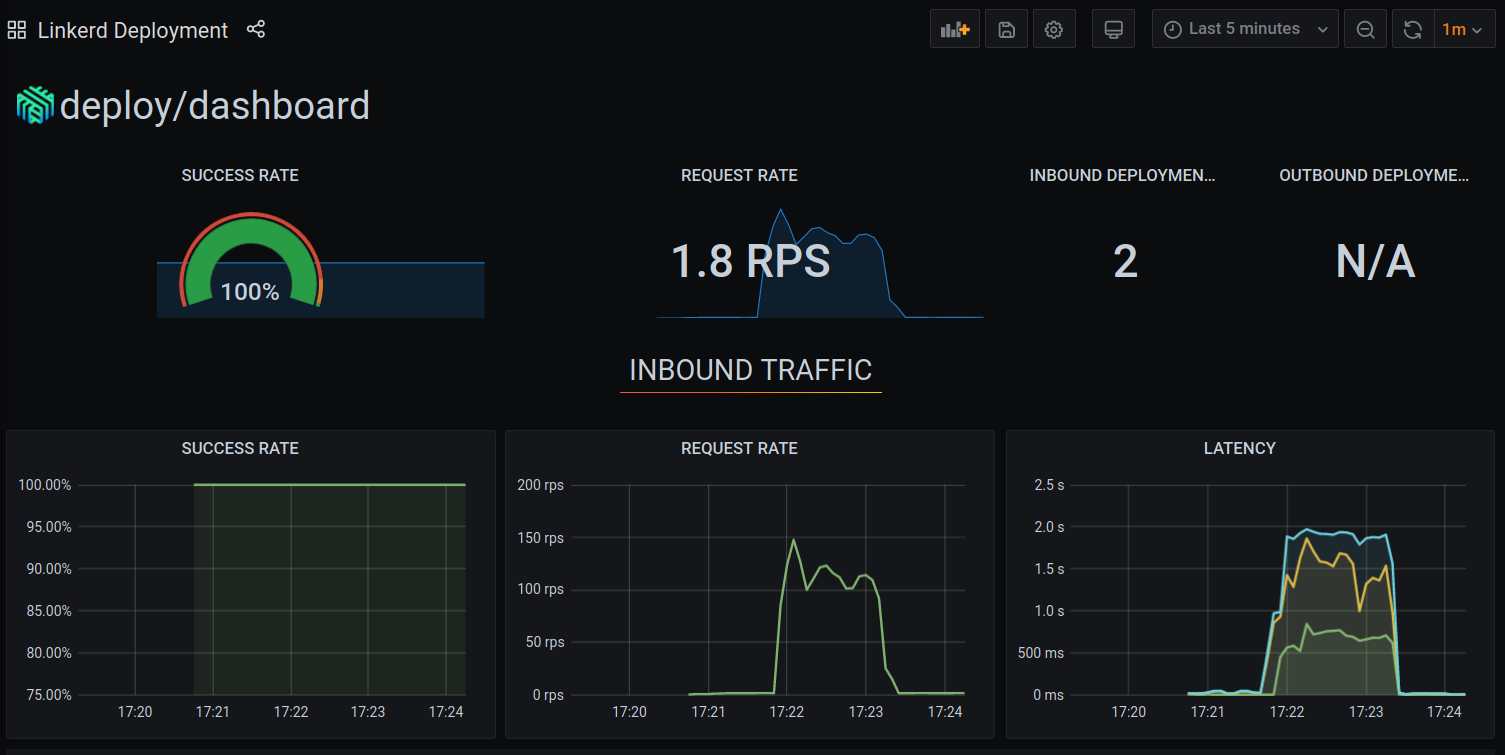 Linkerd Deployment
Last 5 minutes
1m
deploy/dashboard
SUCCESS RATE
REQUEST RATE
INBOUND DEPLOYMEN...
OUTBOUND DEPLOYME...
100%
1.8 RPS
2
N/A
INBOUND TRAFFIC
SUCCESS RATE
100.00%
95.00%
90.00%
85.00%
80.00%
75.00%
17:20 17:21 17:22 17:23 17:24
REQUEST RATE
200 rps
150 rps
100 rps
50 rps
0 rps
17:20 17:21 17:22 17:23 17:24
LATENCY
2.5 s
2.0 s
1.5 s
1.0 s
500 ms
0 ms
17:20 17:21 17:22 17:23 17:24